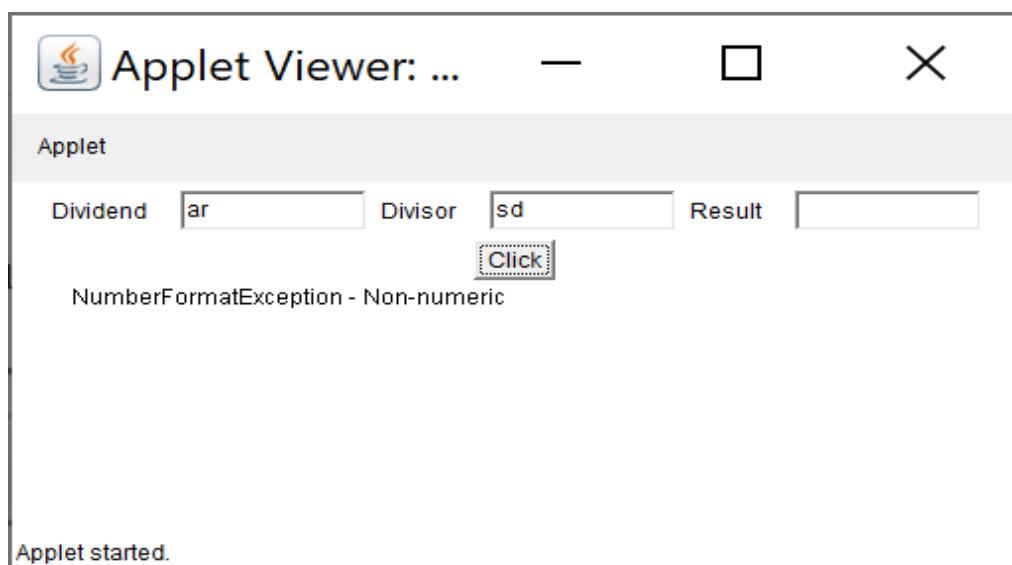 Applet Viewer: ...
Applet
Dividend ar Divisor sd Result
Click
NumberFormatException - Non-numeric
Applet started.